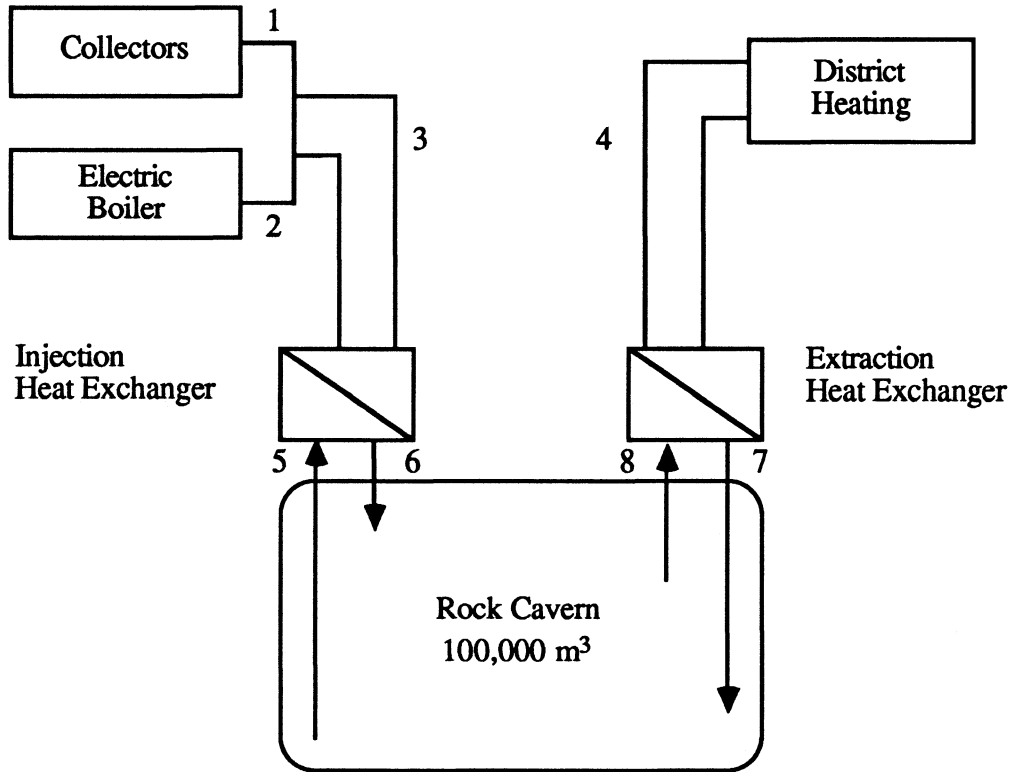 1
Collectors
District
Heating
3
4
Electric
Boiler
2
Injection
Heat Exchanger
Extraction
Heat Exchanger
5
6
8
7
Rock Cavern
100,000 m³